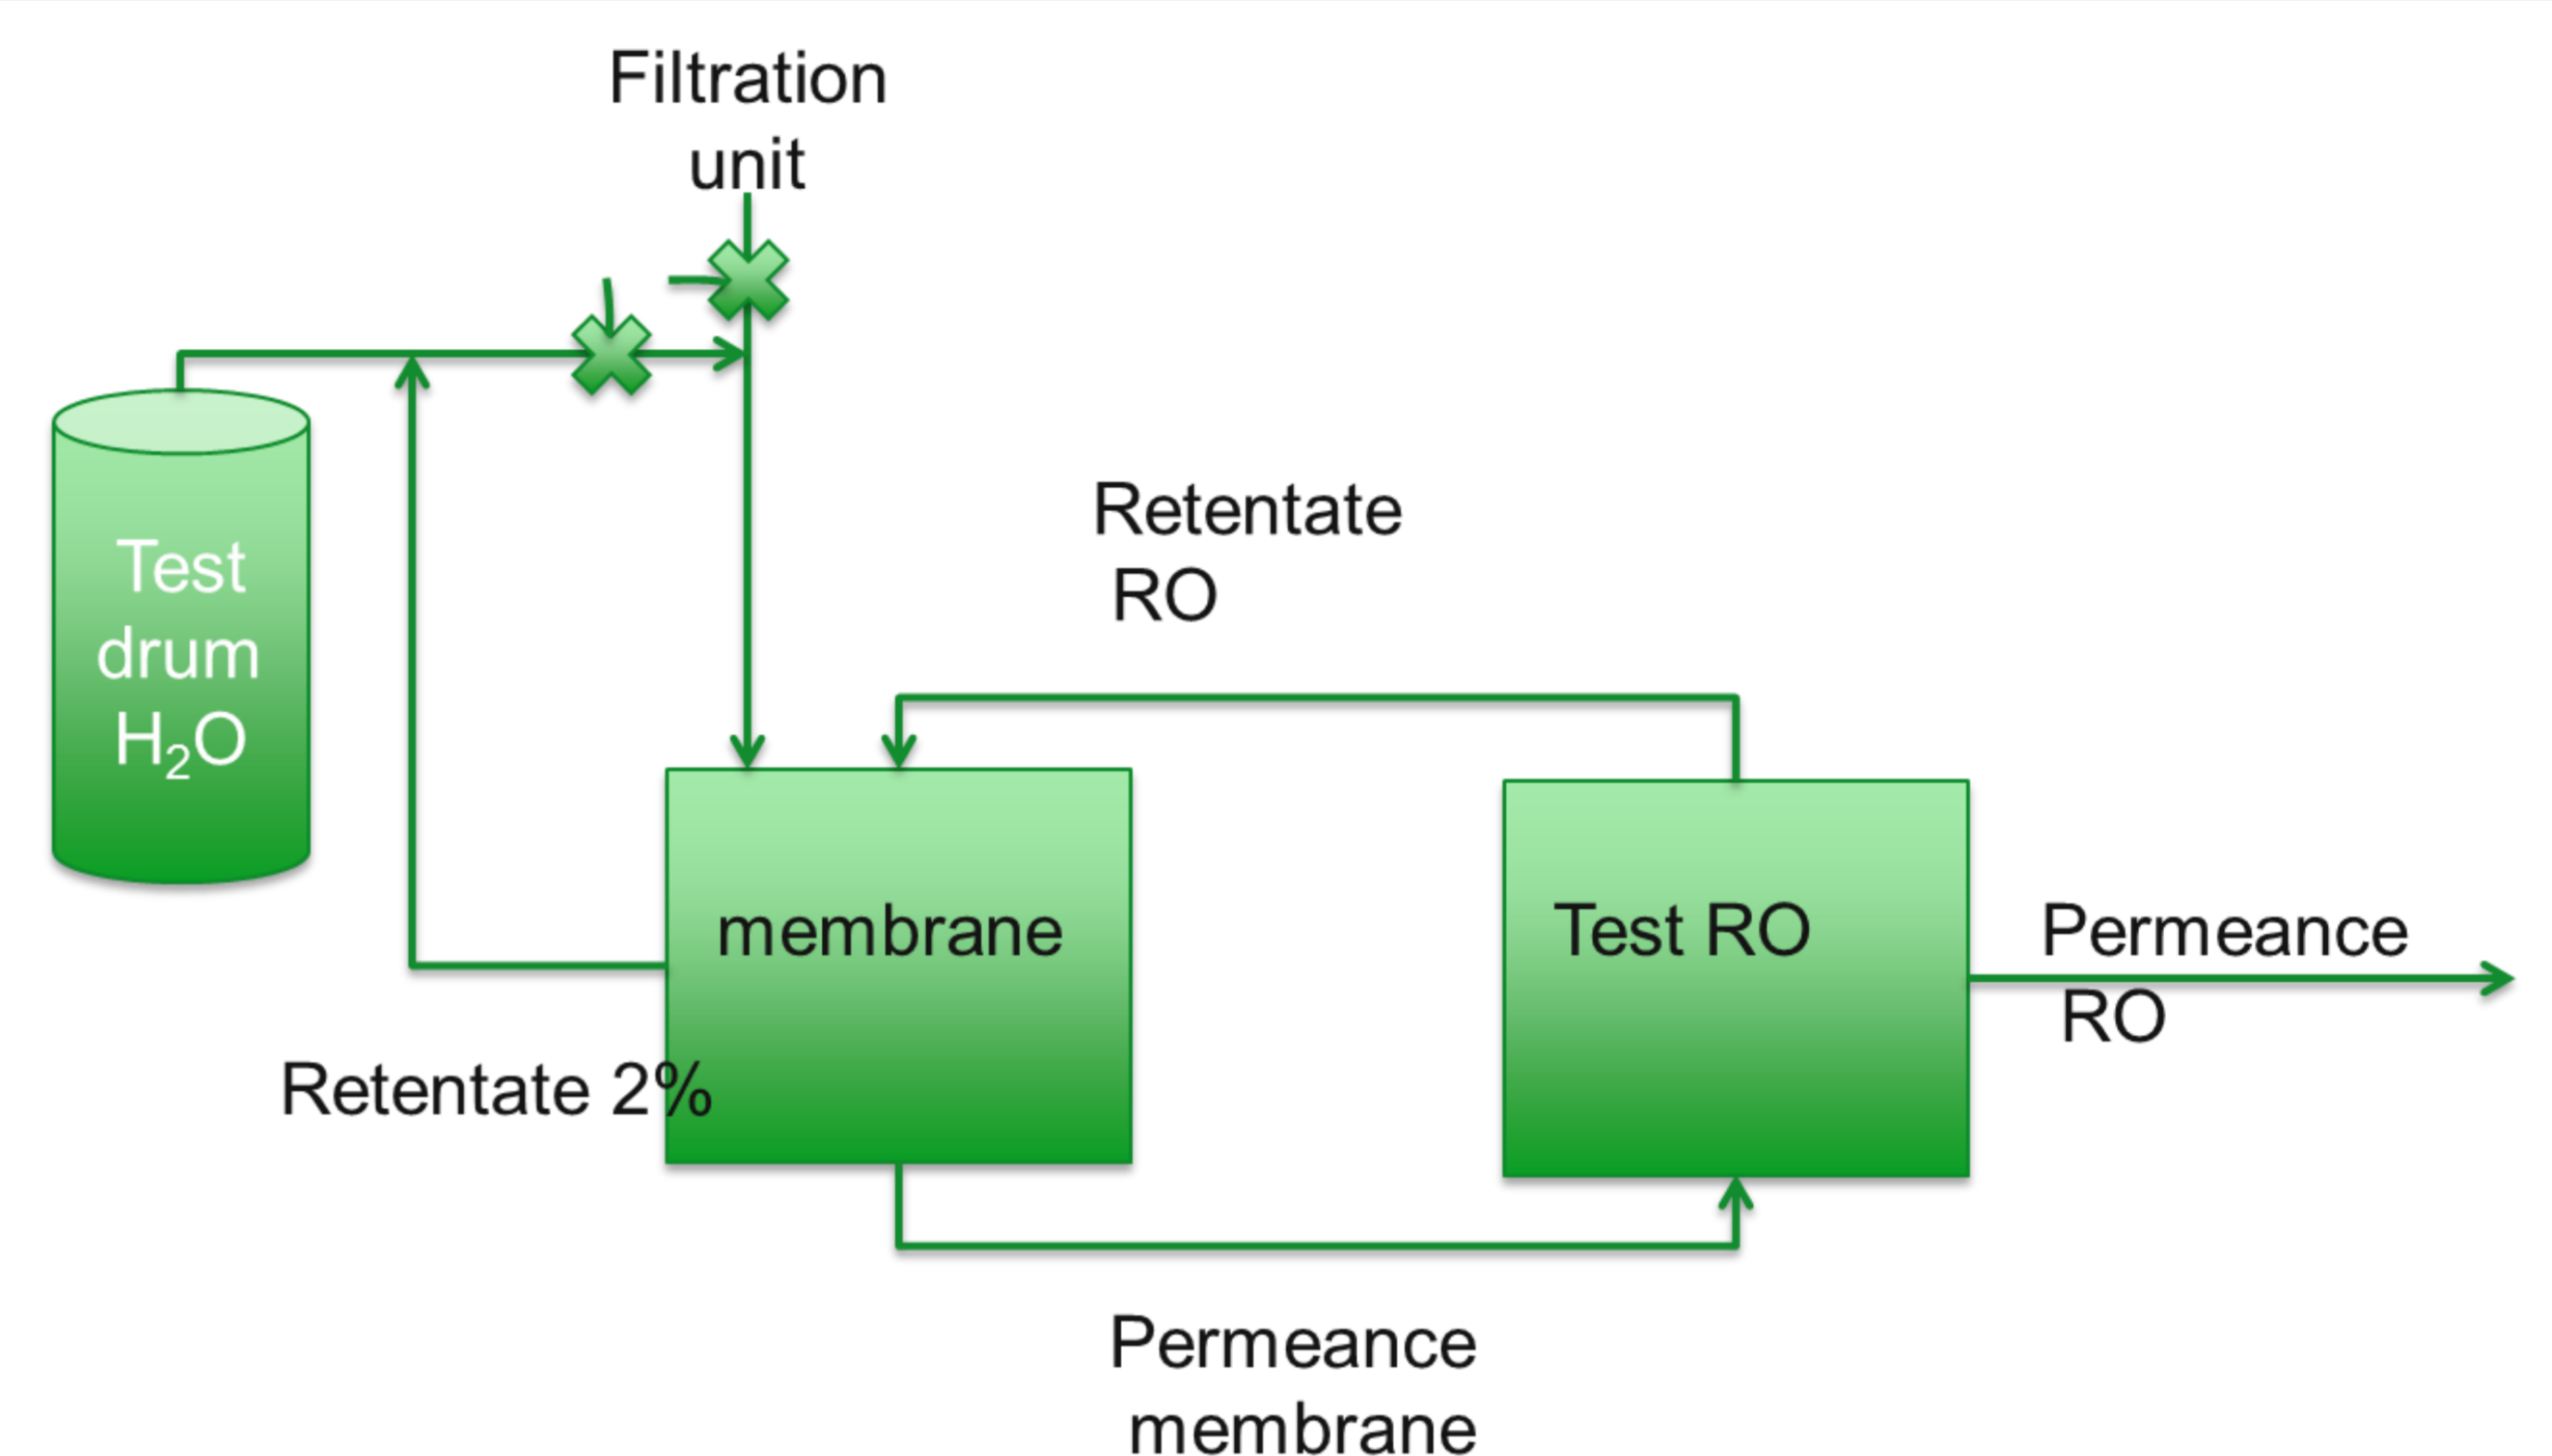 Filtration
unit
Test
drum
H₂O
Retentate
RO
membrane
Test RO
Permeance
RO
Retentate 2%
Permeance
membrane